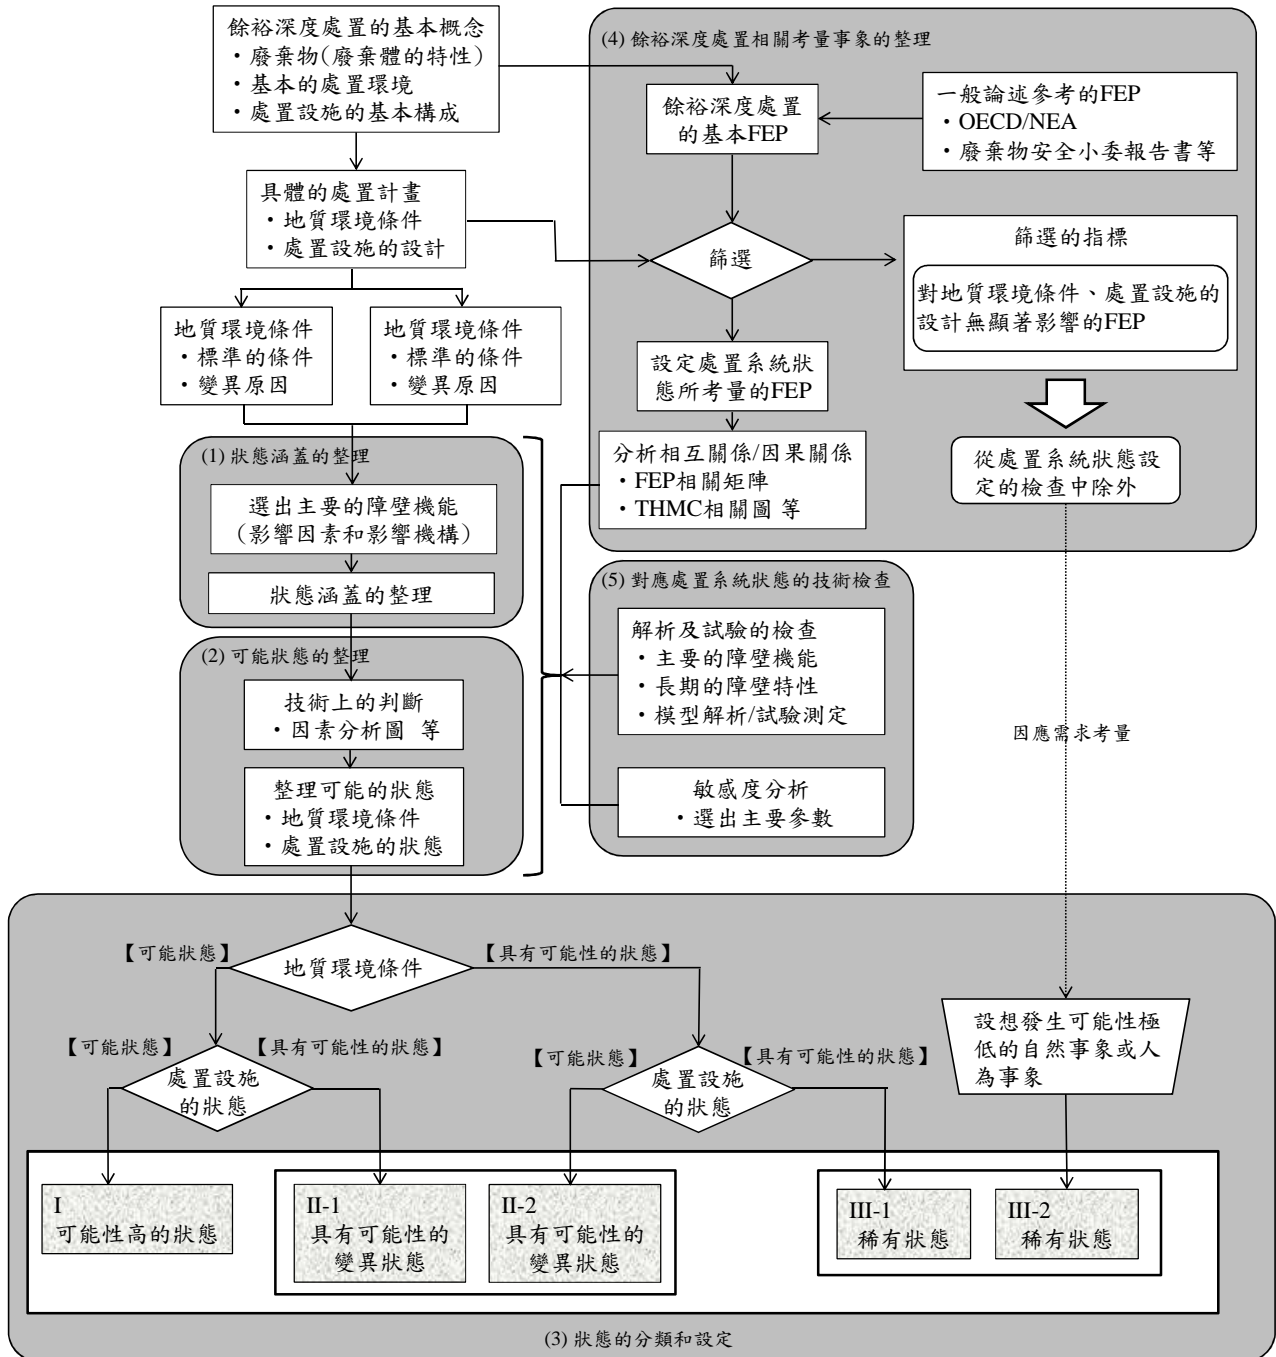 餘裕深度處置的基本概念
・廢棄物(廢棄體的特性)
・基本的處置環境
・處置設施的基本構成
具體的處置計畫
・地質環境條件
・處置設施的設計
地質環境條件
・標準的條件
・變異原因
地質環境條件
・標準的條件
・變異原因
(4) 餘裕深度處置相關考量事象的整理
餘裕深度處置
的基本FEP
一般論述參考的FEP
・OECD/NEA
・廢棄物安全小委報告書等
篩選
篩選的指標
對地質環境條件、處置設施的
設計無顯著影響的FEP
設定處置系統狀
態所考量的FEP
分析相互關係/因果關係
・FEP相關矩陣
・THMC相關圖 等
從處置系統狀態設
定的檢查中除外
(1) 狀態涵蓋的整理
選出主要的障壁機能
(影響因素和影響機構)
狀態涵蓋的整理
(2) 可能狀態的整理
技術上的判斷
・因素分析圖 等
整理可能的狀態
・地質環境條件
・處置設施的狀態
(5) 對應處置系統狀態的技術檢查
解析及試驗的檢查
・主要的障壁機能
・長期的障壁特性
・模型解析/試驗測定
敏感度分析
・選出主要參數
因應需求考量
【可能狀態】
地質環境條件
【具有可能性的狀態】
【可能狀態】
處置設施
的狀態
【具有可能性的狀態】
【可能狀態】
處置設施
的狀態
【具有可能性的狀態】
設想發生可能性極
低的自然事象或人
為事象
I
可能性高的狀態
II-1
具有可能性的
變異狀態
II-2
具有可能性的
變異狀態
III-1
稀有狀態
III-2
稀有狀態
(3) 狀態的分類和設定